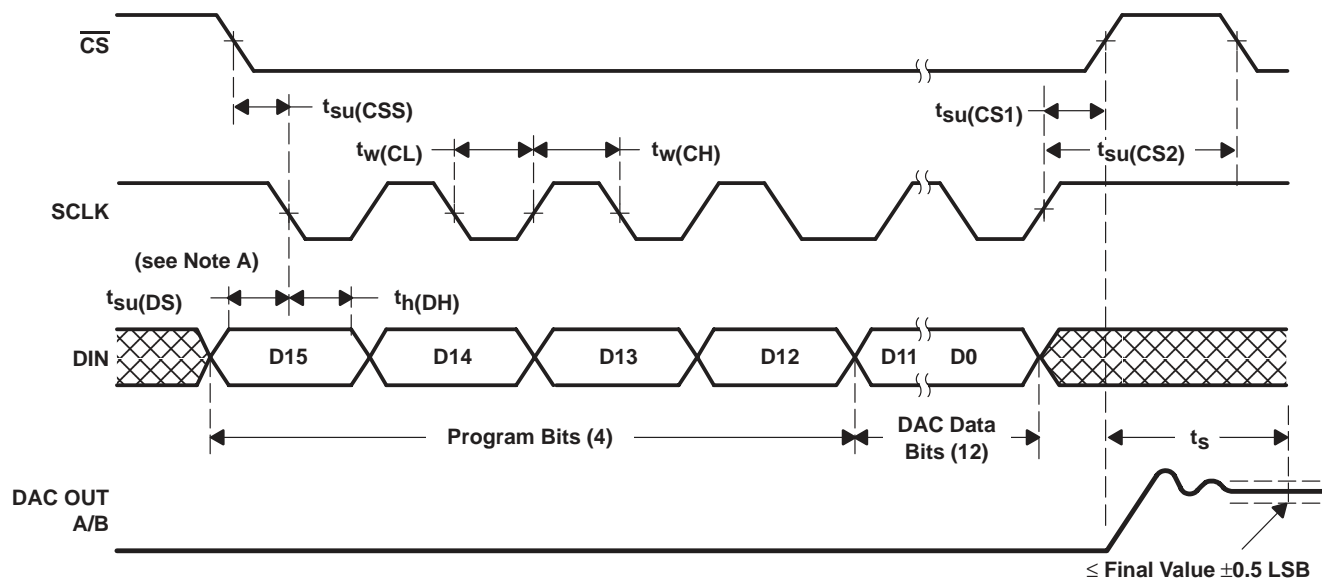 CS
tsu(CSS)
tsu(CS1)
tw(CL)
tw(CH)
tsu(CS2)
SCLK
(see Note A)
tsu(DS)
th(DH)
DIN
D15
D14
D13
D12
D11
D0
Program Bits (4)
DAC Data
Bits (12)
ts
DAC OUT
A/B
≤ Final Value ±0.5 LSB